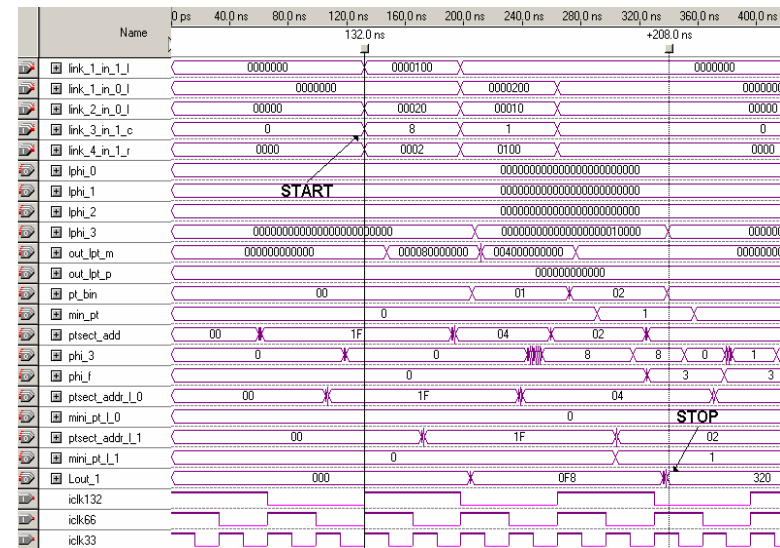 0 ps 40.0 ns 80.0 ns 120.0 ns 160.0 ns 200.0 ns 240.0 ns 280.0 ns 320.0 ns 360.0 ns 400.0 ns
Name 132.0 ns +208.0 ns
link_1_in_1_l 0000000 0000100 0000000
link_1_in_0_l 0000000 0000200 000000
link_2_in_0_l 00000 00020 00010 00000
link_3_in_1_c 0 8 1 0
link_4_in_1_r 0000 0002 0100 0000
START
lphi_0
lphi_1
lphi_2
lphi_3 000000
out_lpt_m 000000000000 000080000000 004000000000
out_lpt_p 000000000000
pt_bin 00 01 02
min_pt 0 1
ptsect_add 00 1F 04 02
phi_3 0 0 8 8 0 1
phi_f 0 3 3
ptsect_addr_l_0 00 1F 04
mini_pt_l_0 0 STOP
ptsect_addr_l_1 00 1F 02
mini_pt_l_1 0 1
Lout_1 000 0F8 320
iclk132
iclk66
iclk33